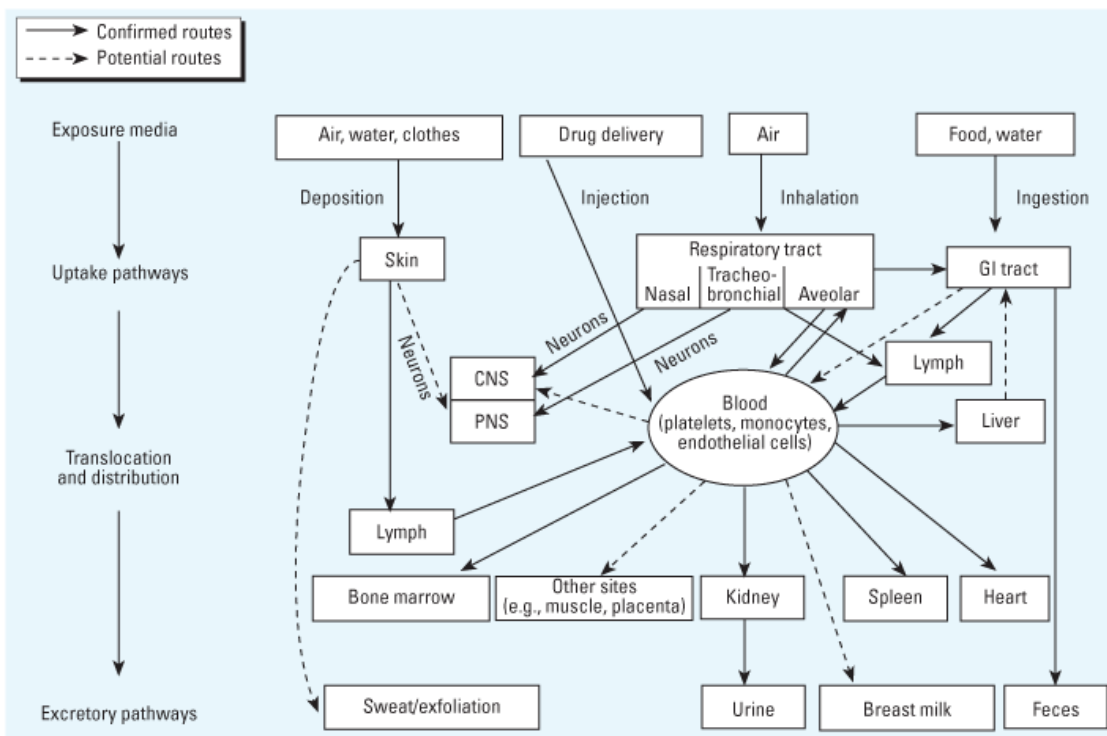 Confirmed routes
Potential routes
Exposure media
Air, water, clothes
Drug delivery
Air
Food, water
Deposition
Injection
Inhalation
Ingestion
Uptake pathways
Skin
Respiratory tract
Nasal
Tracheo-
bronchial
Aveolar
GI tract
Neurons
Neurons
Neurons
CNS
PNS
Lymph
Blood
(platelets, monocytes,
endothelial cells)
Liver
Translocation
and distribution
Lymph
Bone marrow
Other sites
(e.g., muscle, placenta)
Kidney
Spleen
Heart
Excretory pathways
Sweat/exfoliation
Urine
Breast milk
Feces